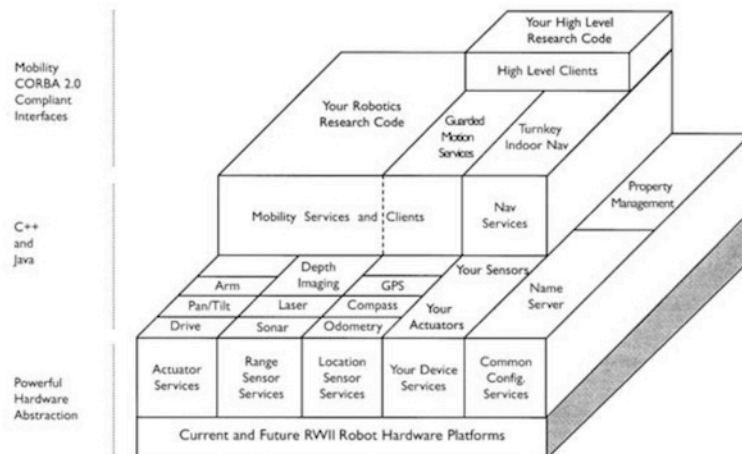 Mobility
CORBA 2.0
Compliant
Interfaces
C++
and
Java
Powerful
Hardware
Abstraction
Your High Level
Research Code
High Level Clients
Your Robotics
Research Code
Guarded
Motion
Services
Turnkey
Indoor Nav
Mobility Services and Clients
Nav
Services
Property
Management
Arm
Depth
Imaging
GPS
Your Sensors
Pan/Tilt
Laser
Compass
Name
Server
Drive
Sonar
Odometry
Your
Actuators
Actuator
Services
Range
Sensor
Services
Location
Sensor
Services
Your Device
Services
Common
Config.
Services
Current and Future RWII Robot Hardware Platforms